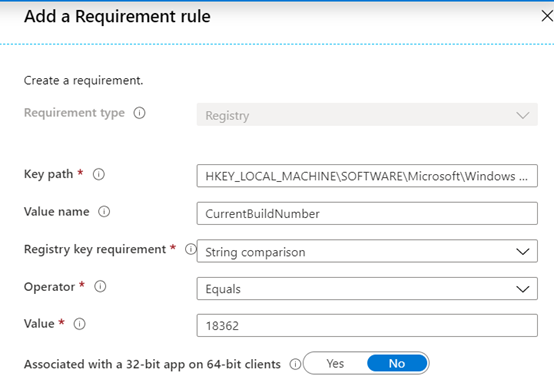 Add a Requirement rule
Create a requirement.
Requirement type
Registry
Key path *
HKEY_LOCAL_MACHINE\SOFTWARE\Microsoft\Windows ...
Value name
CurrentBuildNumber
Registry key requirement *
String comparison
Operator *
Equals
Value *
18362
Associated with a 32-bit app on 64-bit clients
Yes No